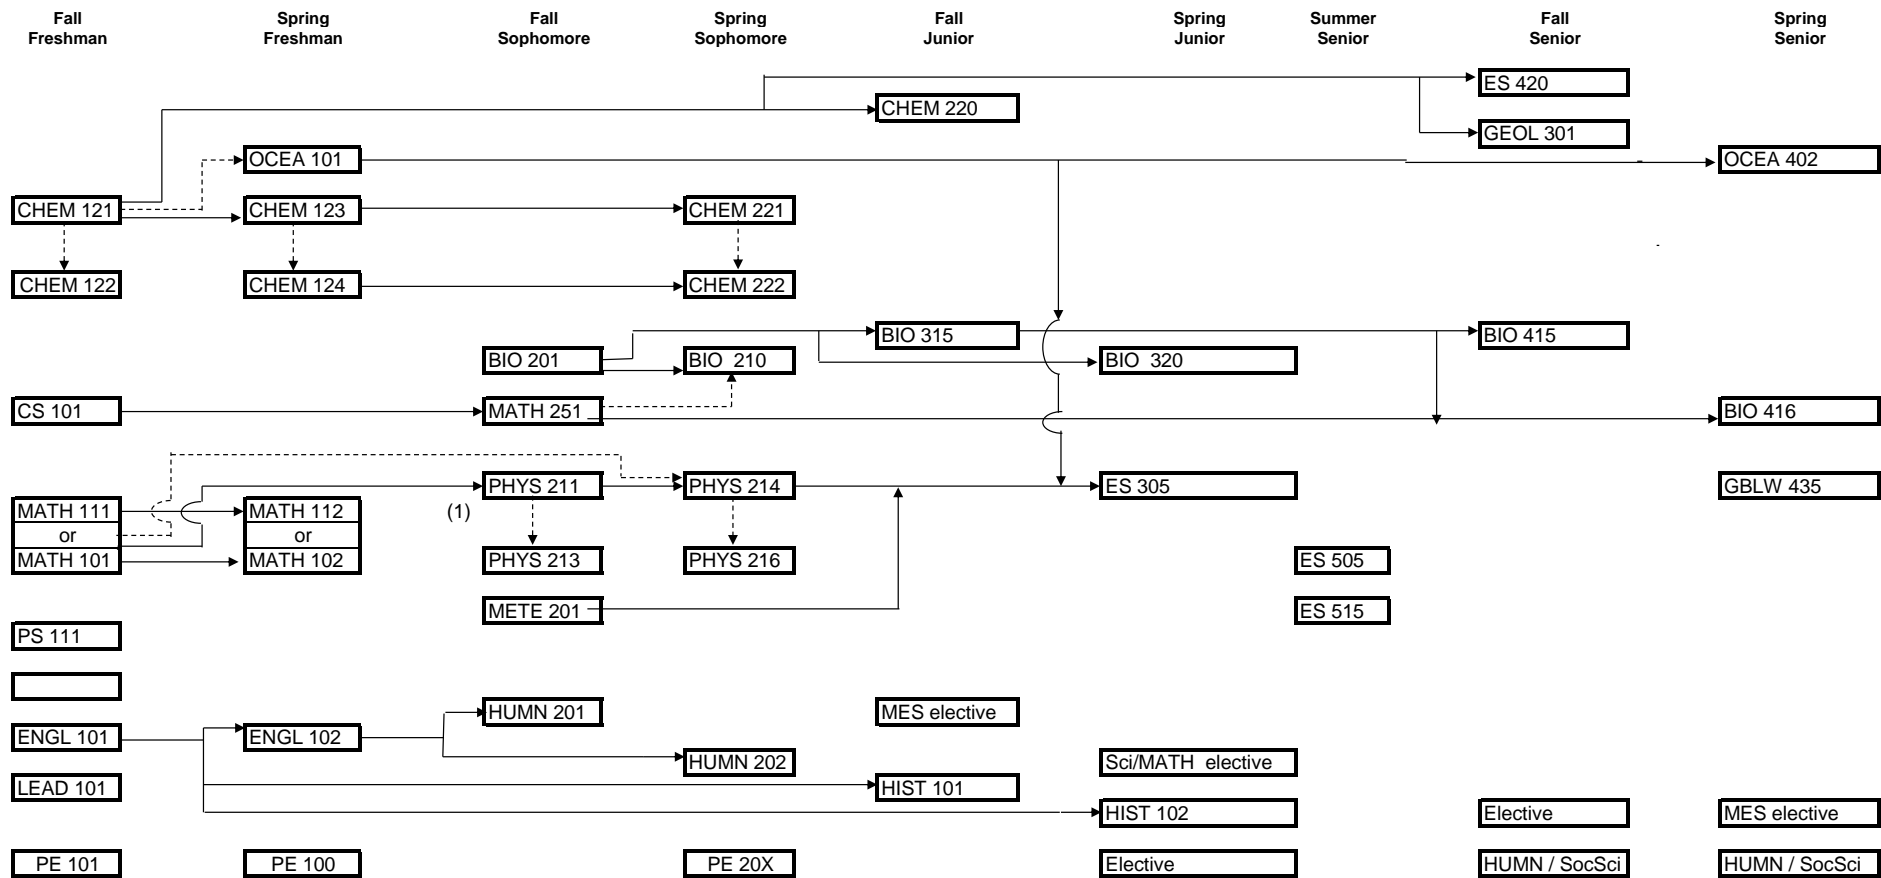 Fall Spring Fall Spring Fall Spring Summer Fall Spring
Freshman Freshman Sophomore Sophomore Junior Junior Senior Senior Senior
ES 420
CHEM 220
GEOL 301
OCEA 101 OCEA 402
CHEM 121 CHEM 123 CHEM 221
CHEM 122 CHEM 124 CHEM 222
BIO 315 BIO 415
BIO 201 BIO 210 BIO 320
CS 101 MATH 251 BIO 416
PHYS 211 PHYS 214 ES 305 GBLW 435
MATH 111 MATH 112 (1)
or or
MATH 101 MATH 102 PHYS 213 PHYS 216 ES 505
METE 201 ES 515
PS 111
HUMN 201 MES elective
ENGL 101 ENGL 102
HUMN 202 Sci/MATH elective
LEAD 101 HIST 101
HIST 102 Elective MES elective
PE 101 PE 100 PE 20X Elective HUMN / SocSci HUMN / SocSci